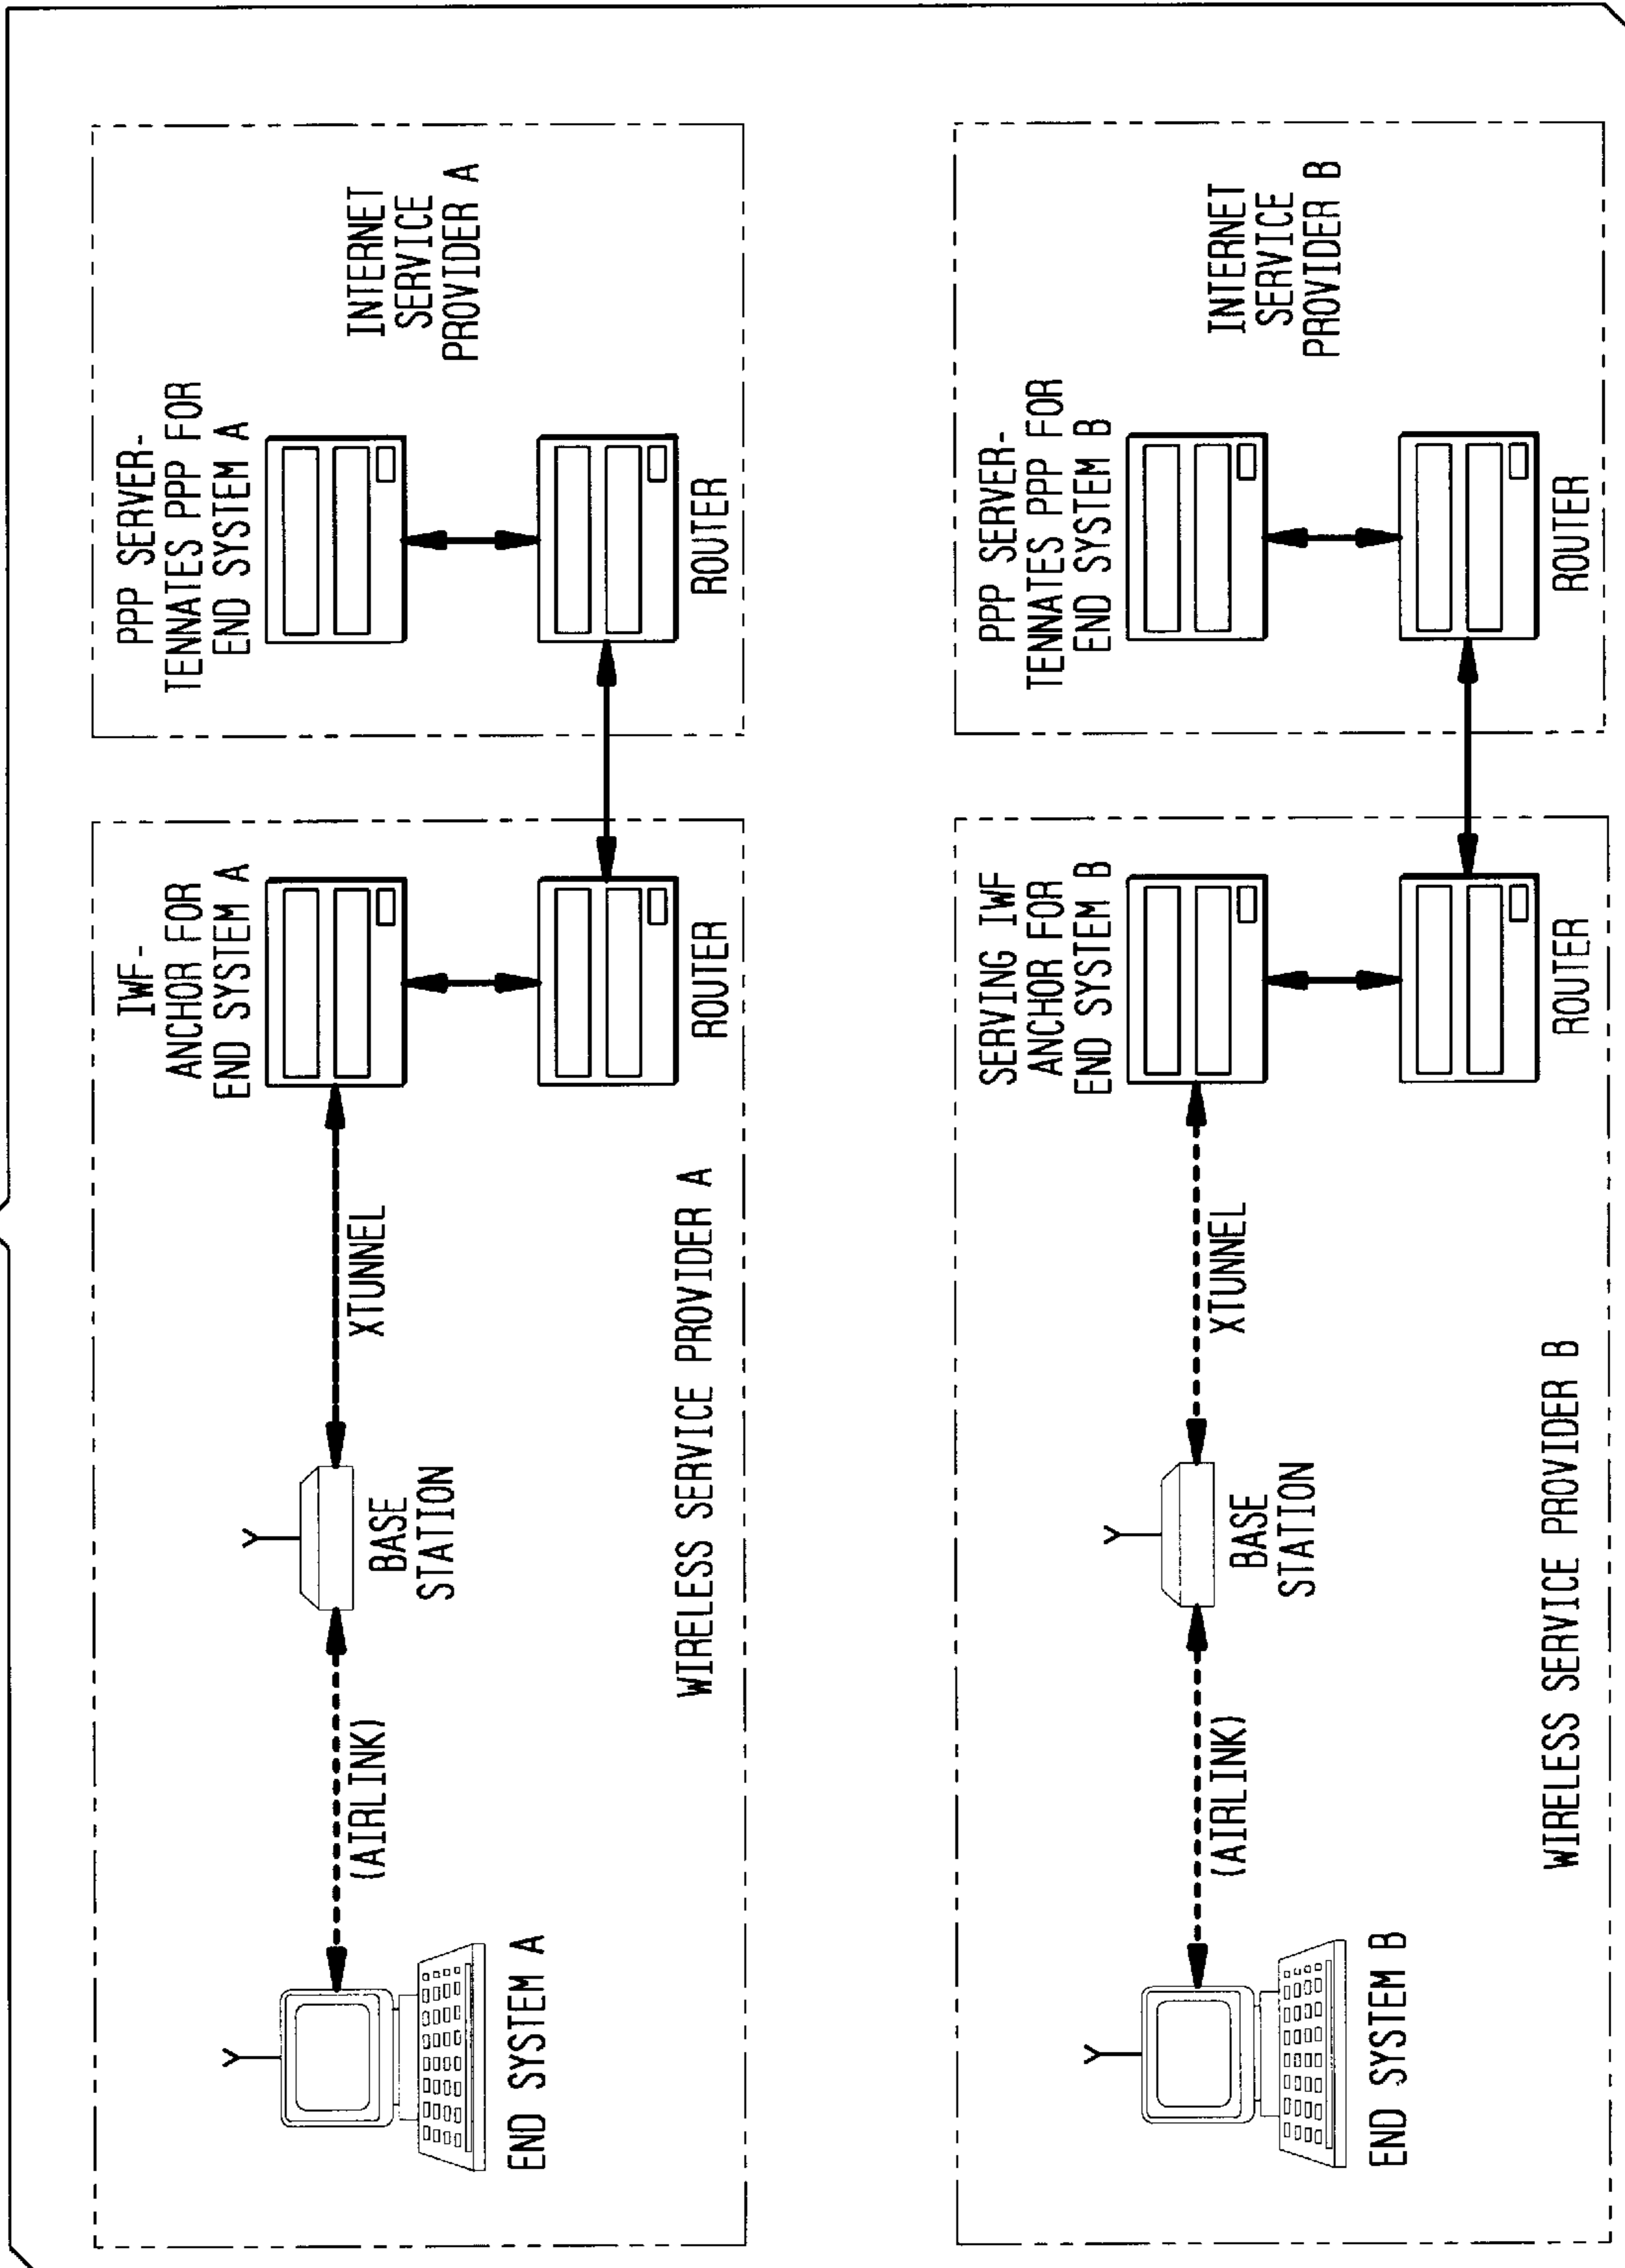 IWF-
ANCHOR FOR
END SYSTEM A
PPP SERVER-
TENNATES PPP FOR
END SYSTEM A
INTERNET
SERVICE
PROVIDER A
(AIRLINK)
XTUNNEL
BASE
STATION
END SYSTEM A
ROUTER
ROUTER
WIRELESS SERVICE PROVIDER A
SERVING IWF
ANCHOR FOR
END SYSTEM B
PPP SERVER-
TENNATES PPP FOR
END SYSTEM B
INTERNET
SERVICE
PROVIDER B
(AIRLINK)
XTUNNEL
BASE
STATION
END SYSTEM B
ROUTER
ROUTER
WIRELESS SERVICE PROVIDER B